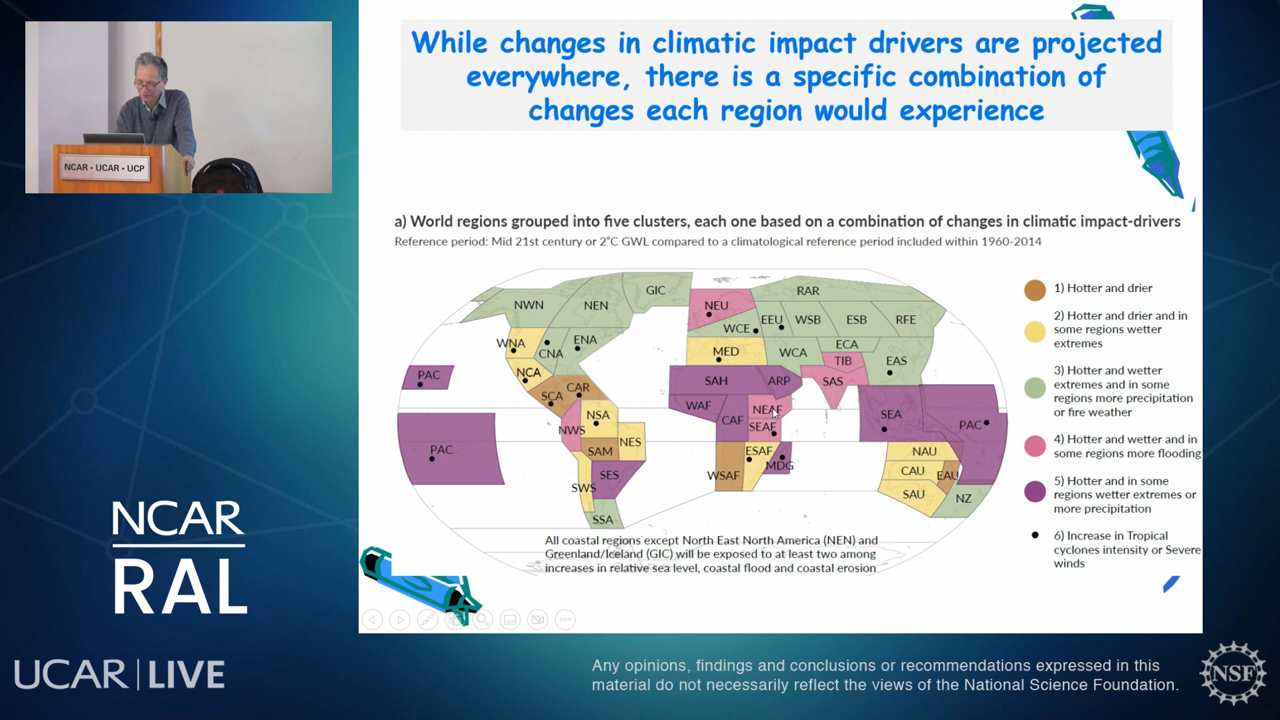 While changes in climatic impact drivers are projected
everywhere, there is a specific combination of
changes each region would experience
NCAR • UCAR • UCP
a) World regions grouped into five clusters, each one based on a combination of changes in climatic impact-drivers
Reference period: Mid 21st century or 2°C GWL compared to a climatological reference period included within 1960-2014
GIC
RAR
NWN
NEN
NEU
EEU
WSB
ESB
RFE
WCE
WNA
CNA
ENA
MED
WCA
ECA
TIB
EAS
PAC
NCA
SCA
CAR
SAH
ARP
SAS
WAF
CAF
NEAF
SEAF
SEA
PAC
NWS
NSA
NES
PAC
SAM
SWS
SES
SSA
WSAF
ESAF
MDG
NAU
CAU
EAU
SAU
NZ
1) Hotter and drier
2) Hotter and drier and in
some regions wetter
extremes
3) Hotter and wetter
extremes and in some
regions more precipitation
or fire weather
4) Hotter and wetter and in
some regions more flooding
5) Hotter and in some
regions wetter extremes or
more precipitation
6) Increase in Tropical
cyclones intensity or Severe
winds
All coastal regions except North East North America (NEN) and
Greenland/Iceland (GIC) will be exposed to at least two among
increases in relative sea level, coastal flood and coastal erosion
NCAR
RAL
UCAR | LIVE
Any opinions, findings and conclusions or recommendations expressed in this
material do not necessarily reflect the views of the National Science Foundation.
NSF